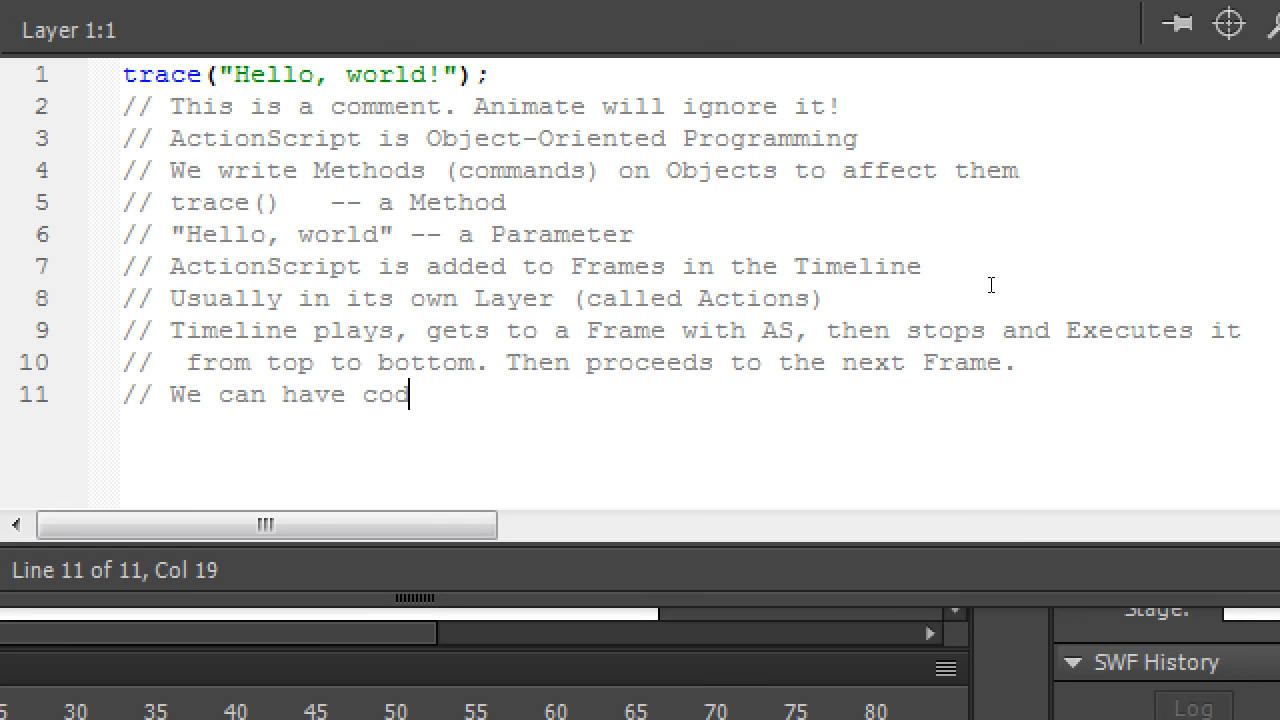 Layer 1:1
1 trace("Hello, world!");
2 // This is a comment. Animate will ignore it!
3 // ActionScript is Object-Oriented Programming
4 // We write Methods (commands) on Objects to affect them
5 // trace()   -- a Method
6 // "Hello, world" -- a Parameter
7 // ActionScript is added to Frames in the Timeline
8 // Usually in its own Layer (called Actions)
9 // Timeline plays, gets to a Frame with AS, then stops and Executes it
10 //  from top to bottom. Then proceeds to the next Frame.
11 // We can have cod
Line 11 of 11, Col 19
Stage:
SWF History
Log
30 35 40 45 50 55 60 65 70 75 80